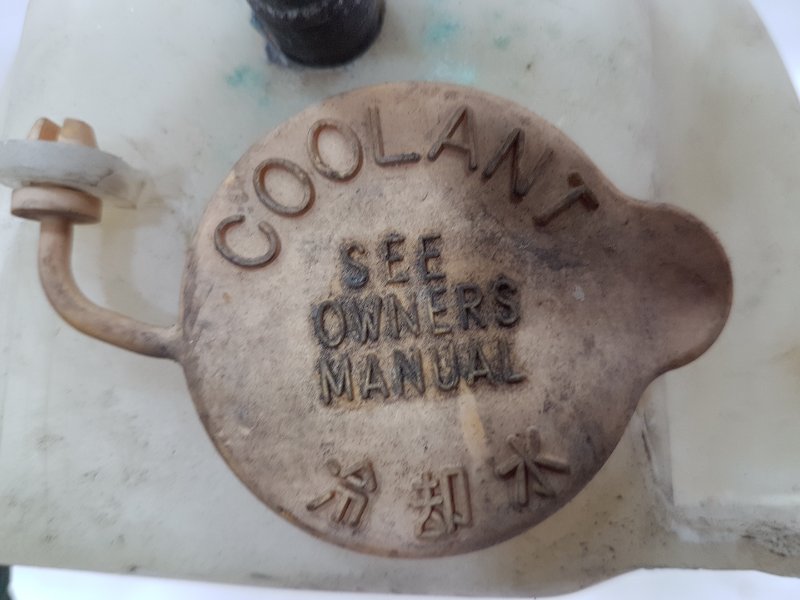 COOLANT
SEE
OWNERS
MANUAL
冷却水